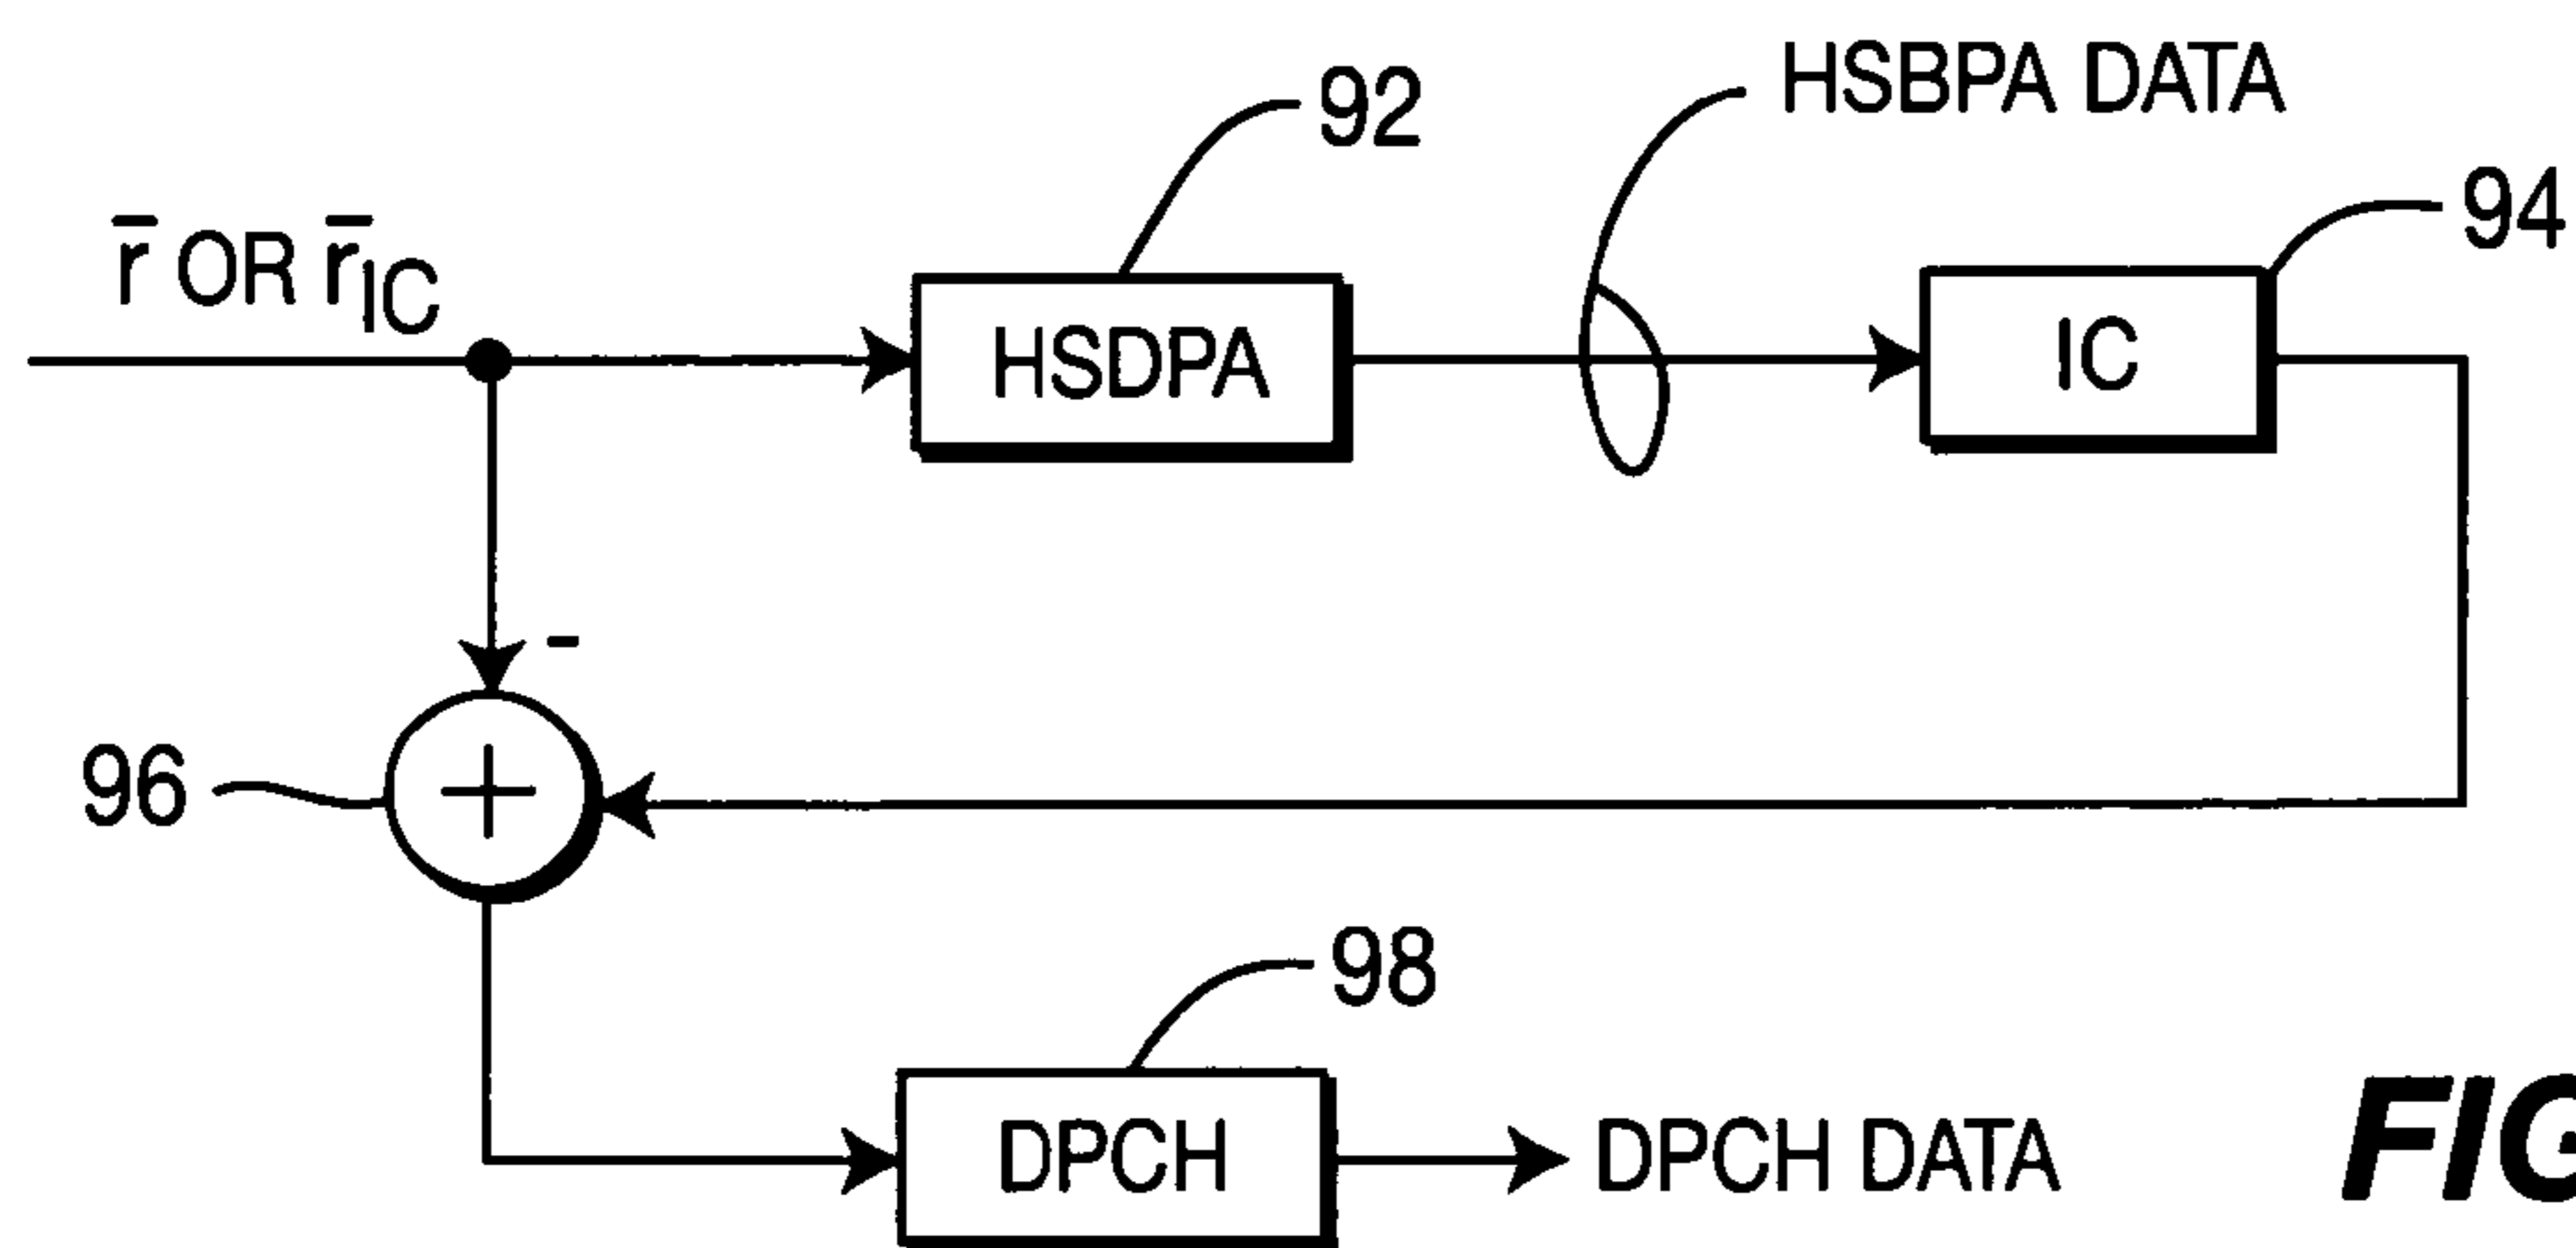 HSBPA DATA
92
94
r̄ OR r̄IC
HSDPA
IC
-
96
+
98
DPCH
DPCH DATA
FIG